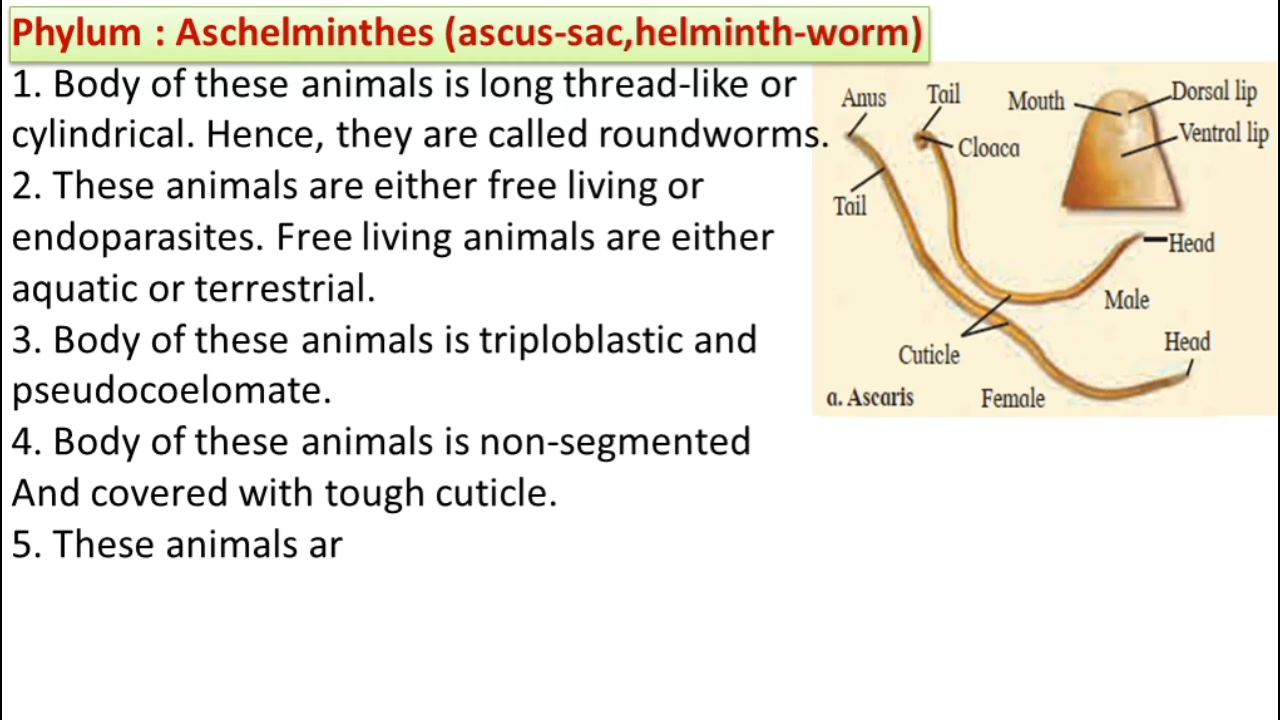 Phylum : Aschelminthes (ascus-sac,helminth-worm)
1. Body of these animals is long thread-like or
cylindrical. Hence, they are called roundworms.
2. These animals are either free living or
endoparasites. Free living animals are either
aquatic or terrestrial.
3. Body of these animals is triploblastic and
pseudocoelomate.
4. Body of these animals is non-segmented
And covered with tough cuticle.
5. These animals ar
Anus
Tail
Mouth
Dorsal lip
Ventral lip
Cloaca
Tail
Head
Male
Cuticle
Head
a. Ascaris
Female